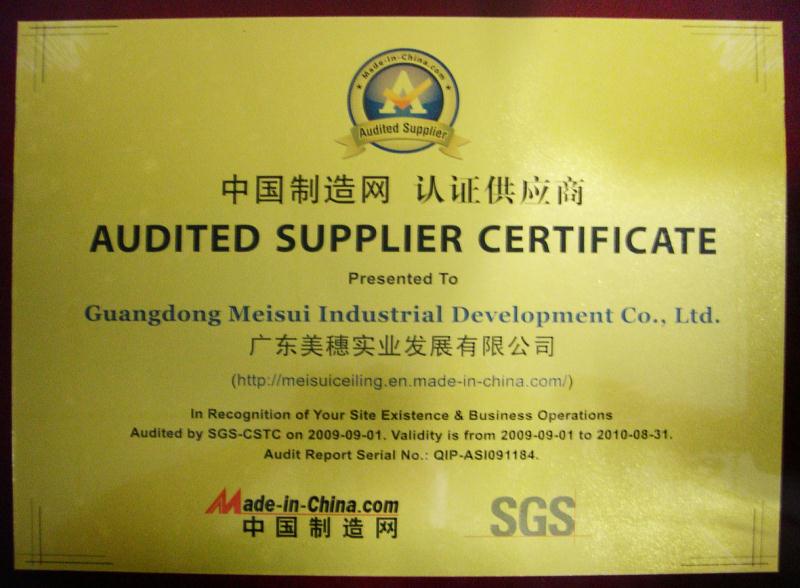 Made-in-China.com
A
Audited Supplier
中国制造网 认证供应商
AUDITED SUPPLIER CERTIFICATE
Presented To
Guangdong Meisui Industrial Development Co., Ltd.
广东美穗实业发展有限公司
(http://meisuiceiling.en.made-in-china.com/)
In Recognition of Your Site Existence & Business Operations
Audited by SGS-CSTC on 2009-09-01. Validity is from 2009-09-01 to 2010-08-31.
Audit Report Serial No.: QIP-ASI091184.
Made-in-China.com
中国制造网
SGS